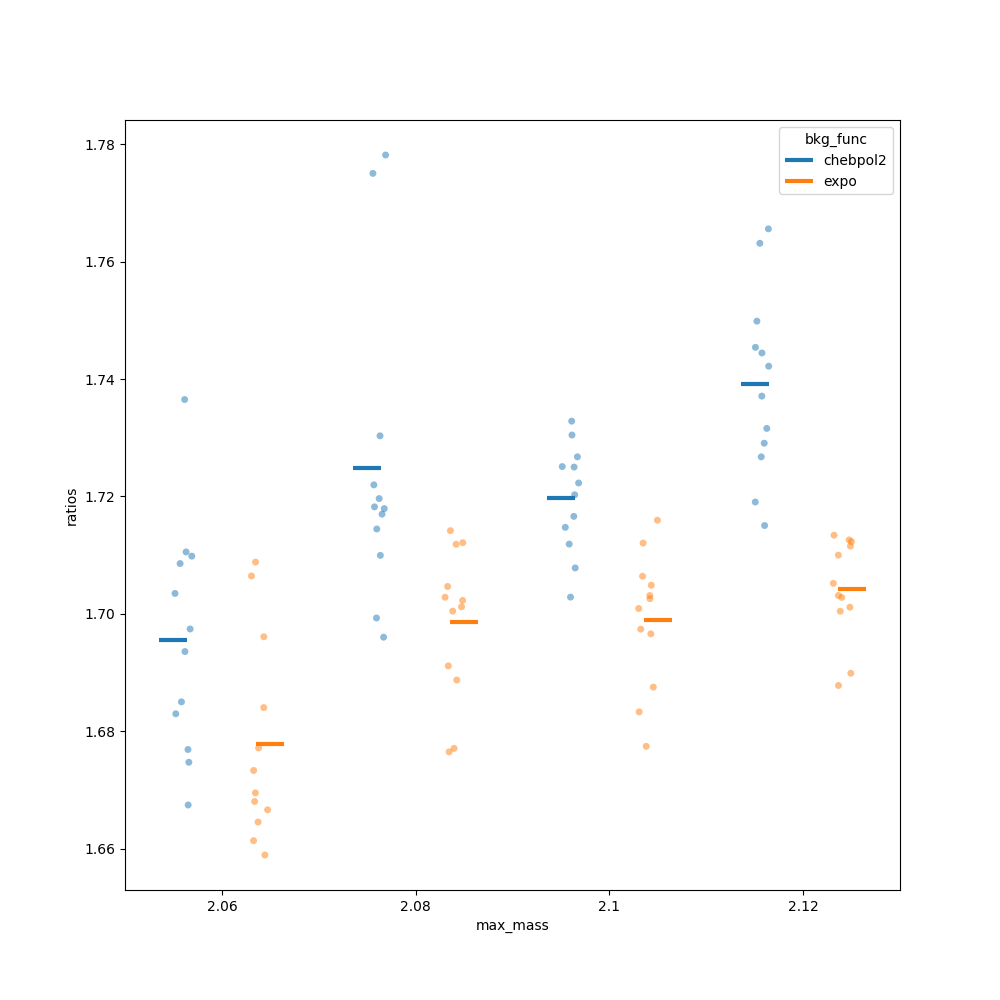 bkg_func
chebpol2
expo
1.78
1.76
1.74
1.72
1.70
1.68
1.66
ratios
2.06
2.08
2.1
2.12
max_mass